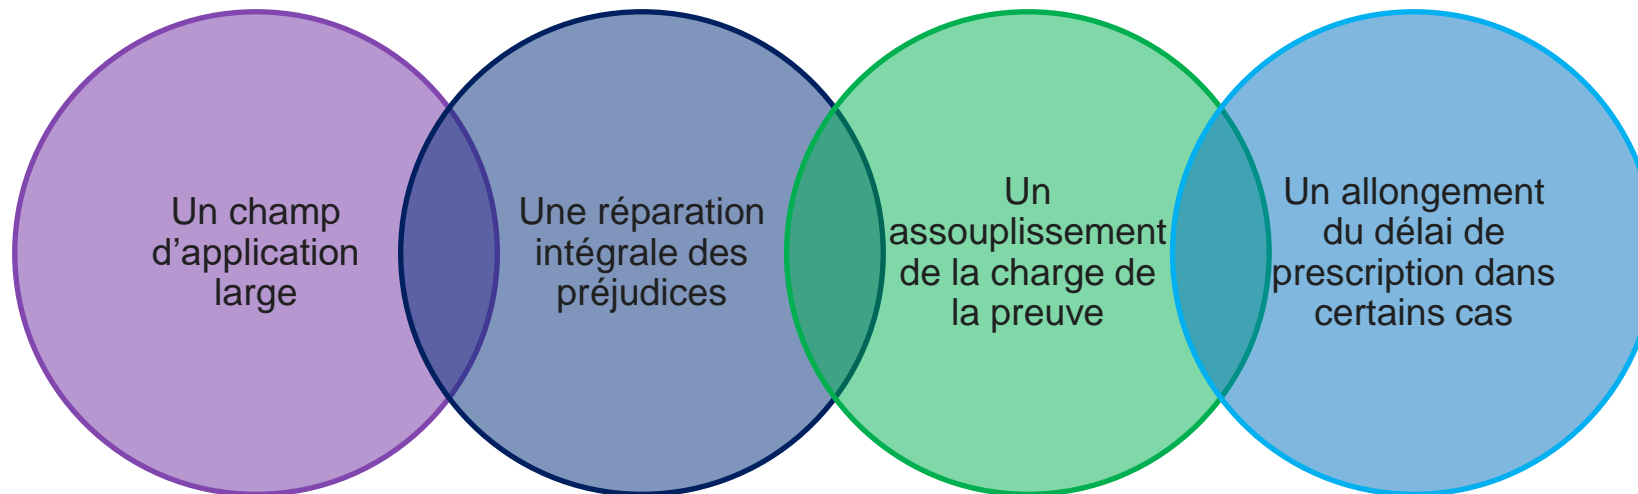 Un champ
d’application
large
Une réparation
intégrale des
préjudices
Un
assouplissement
de la charge de
la preuve
Un allongement
du délai de
prescription dans
certains cas